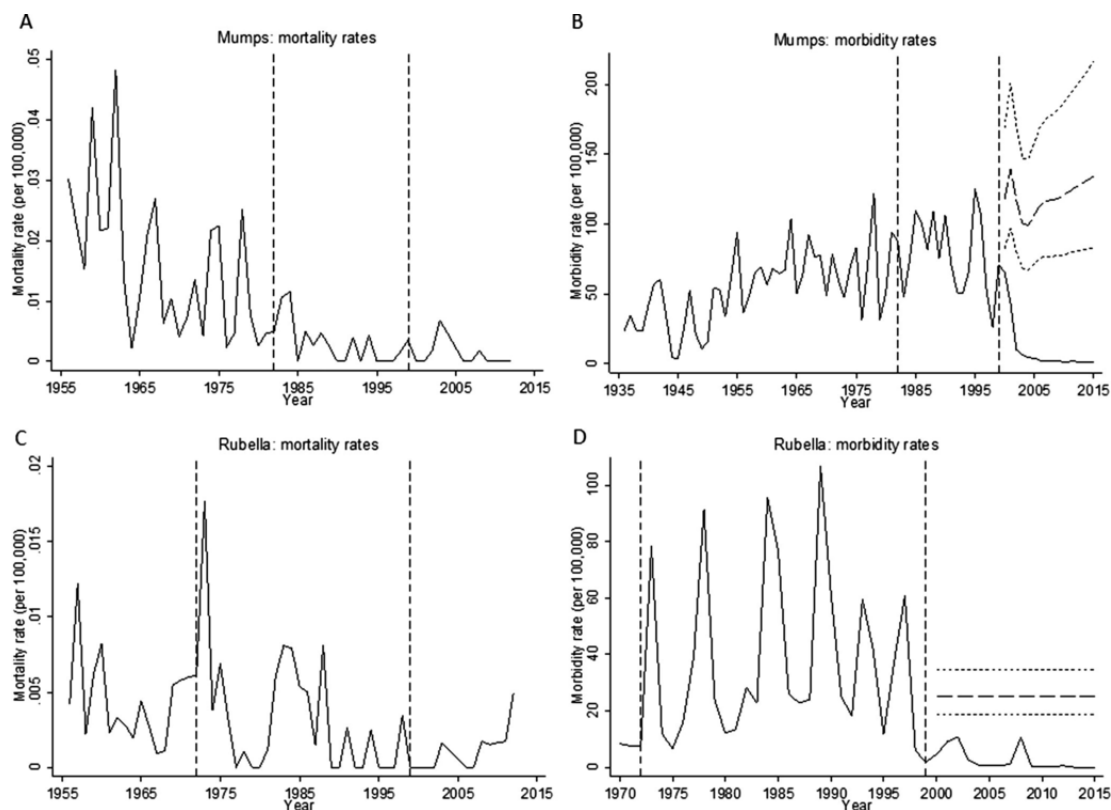 A
Mumps: mortality rates
Mortality rate (per 100,000)
.05
.04
.03
.02
.01
0
1955 1965 1975 1985 1995 2005 2015
Year
B
Mumps: morbidity rates
Morbidity rate (per 100,000)
200
150
100
50
0
1935 1945 1955 1965 1975 1985 1995 2005 2015
Year
C
Rubella: mortality rates
Mortality rate (per 100,000)
.02
.015
.01
.005
0
1955 1965 1975 1985 1995 2005 2015
Year
D
Rubella: morbidity rates
Morbidity rate (per 100,000)
100
80
60
40
20
0
1970 1975 1980 1985 1990 1995 2000 2005 2010 2015
Year